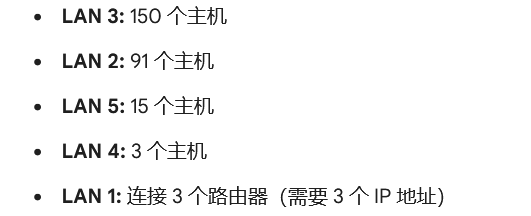 • LAN 3: 150 个主机
• LAN 2: 91 个主机
• LAN 5: 15 个主机
• LAN 4: 3 个主机
• LAN 1: 连接 3 个路由器（需要 3 个 IP 地址）